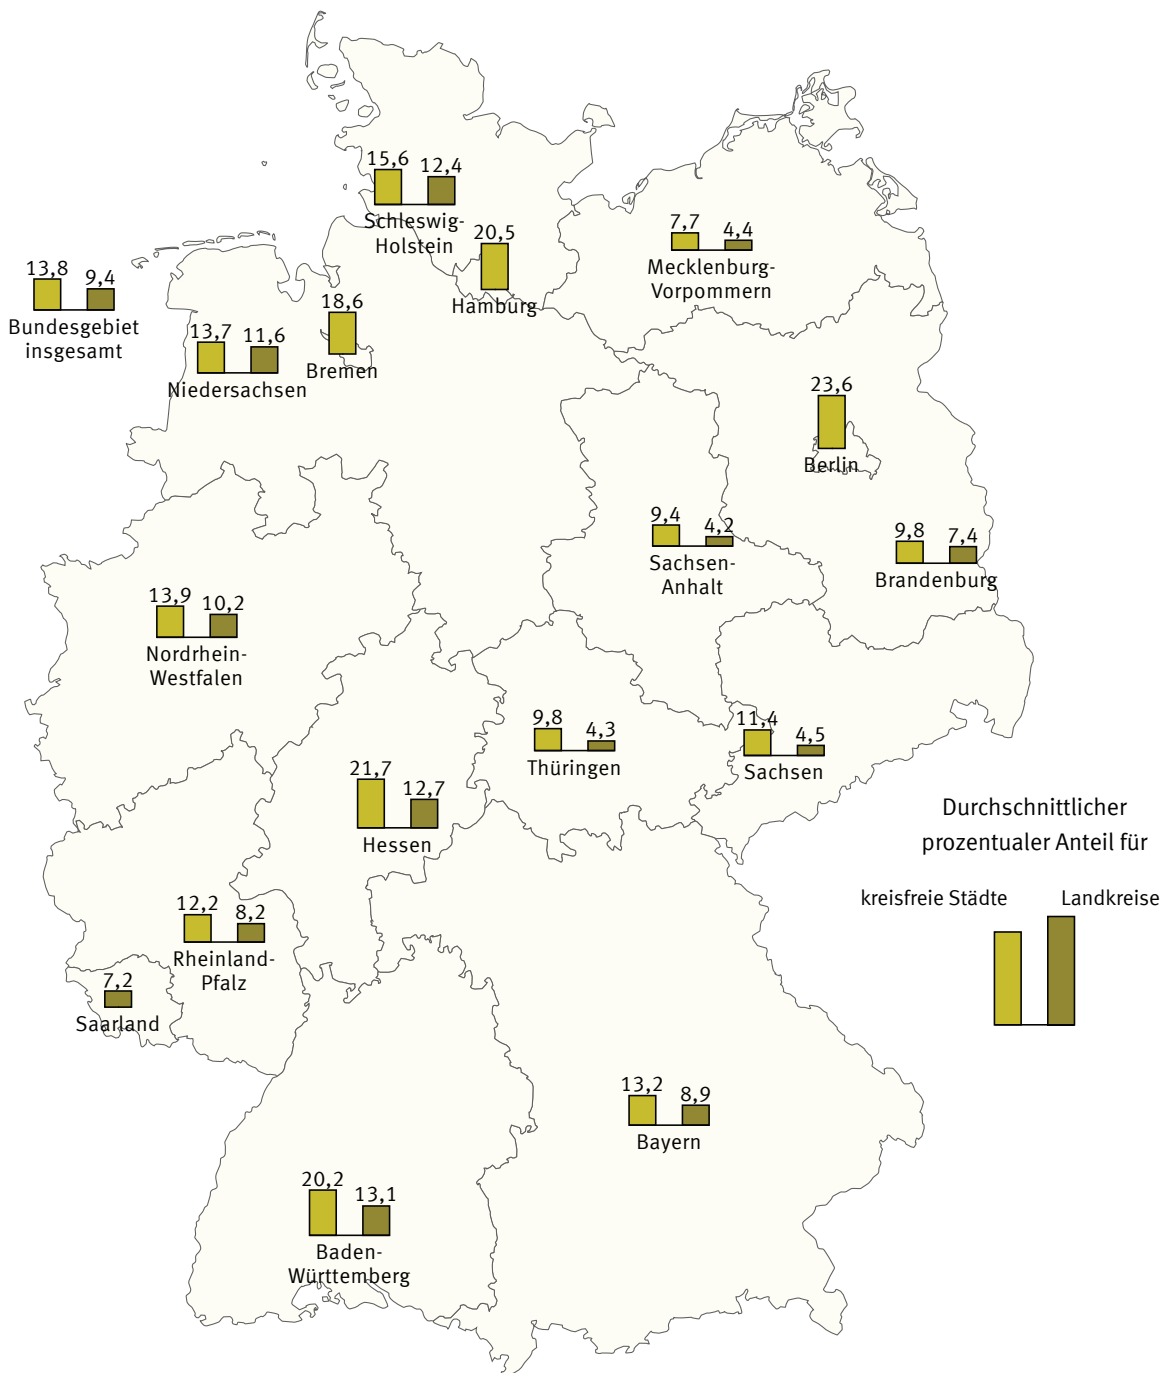 15,6 12,4
Schleswig-
Holstein
20,5
Hamburg
7,7 4,4
Mecklenburg-
Vorpommern
13,8 9,4
Bundesgebiet
insgesamt
13,7 11,6
Niedersachsen
18,6
Bremen
23,6
Berlin
9,4 4,2
Sachsen-
Anhalt
9,8 7,4
Brandenburg
13,9 10,2
Nordrhein-
Westfalen
9,8 4,3
Thüringen
11,4 4,5
Sachsen
21,7 12,7
Hessen
Durchschnittlicher
prozentualer Anteil für
kreisfreie Städte Landkreise
12,2 8,2
Rheinland-
Pfalz
7,2
Saarland
13,2 8,9
Bayern
20,2 13,1
Baden-
Württemberg